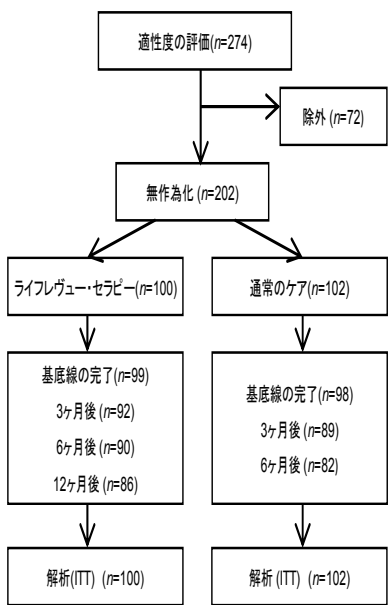 適性度の評価(n=274)
除外 (n=72)
無作為化 (n=202)
ライフレヴュー・セラピー(n=100)
通常のケア(n=102)
基底線の完了(n=99)
3ヶ月後 (n=92)
6ヶ月後 (n=90)
12ヶ月後 (n=86)
基底線の完了(n=98)
3ヶ月後 (n=89)
6ヶ月後 (n=82)
解析(ITT) (n=100)
解析 (ITT) (n=102)